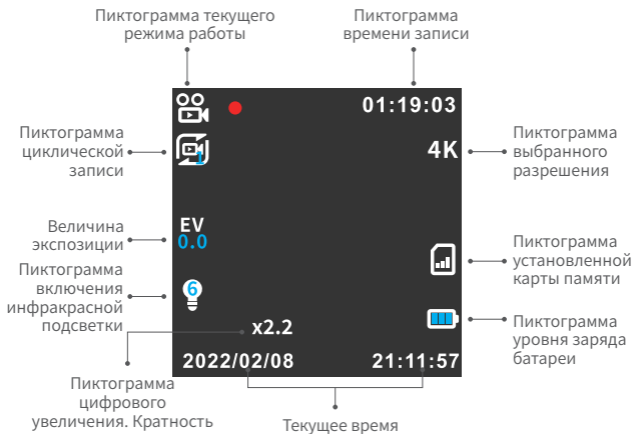 Пиктограмма текущего
режима работы
Пиктограмма
времени записи
01:19:03
Пиктограмма
циклической
записи
1
4K
Пиктограмма
выбранного
разрешения
Величина
экспозиции
EV
0.0
Пиктограмма
установленной
карты памяти
Пиктограмма
включения
инфракрасной
подсветки
6
x2.2
Пиктограмма
уровня заряда
батареи
2022/02/08
21:11:57
Пиктограмма
цифрового
увеличения. Кратность
Текущее время